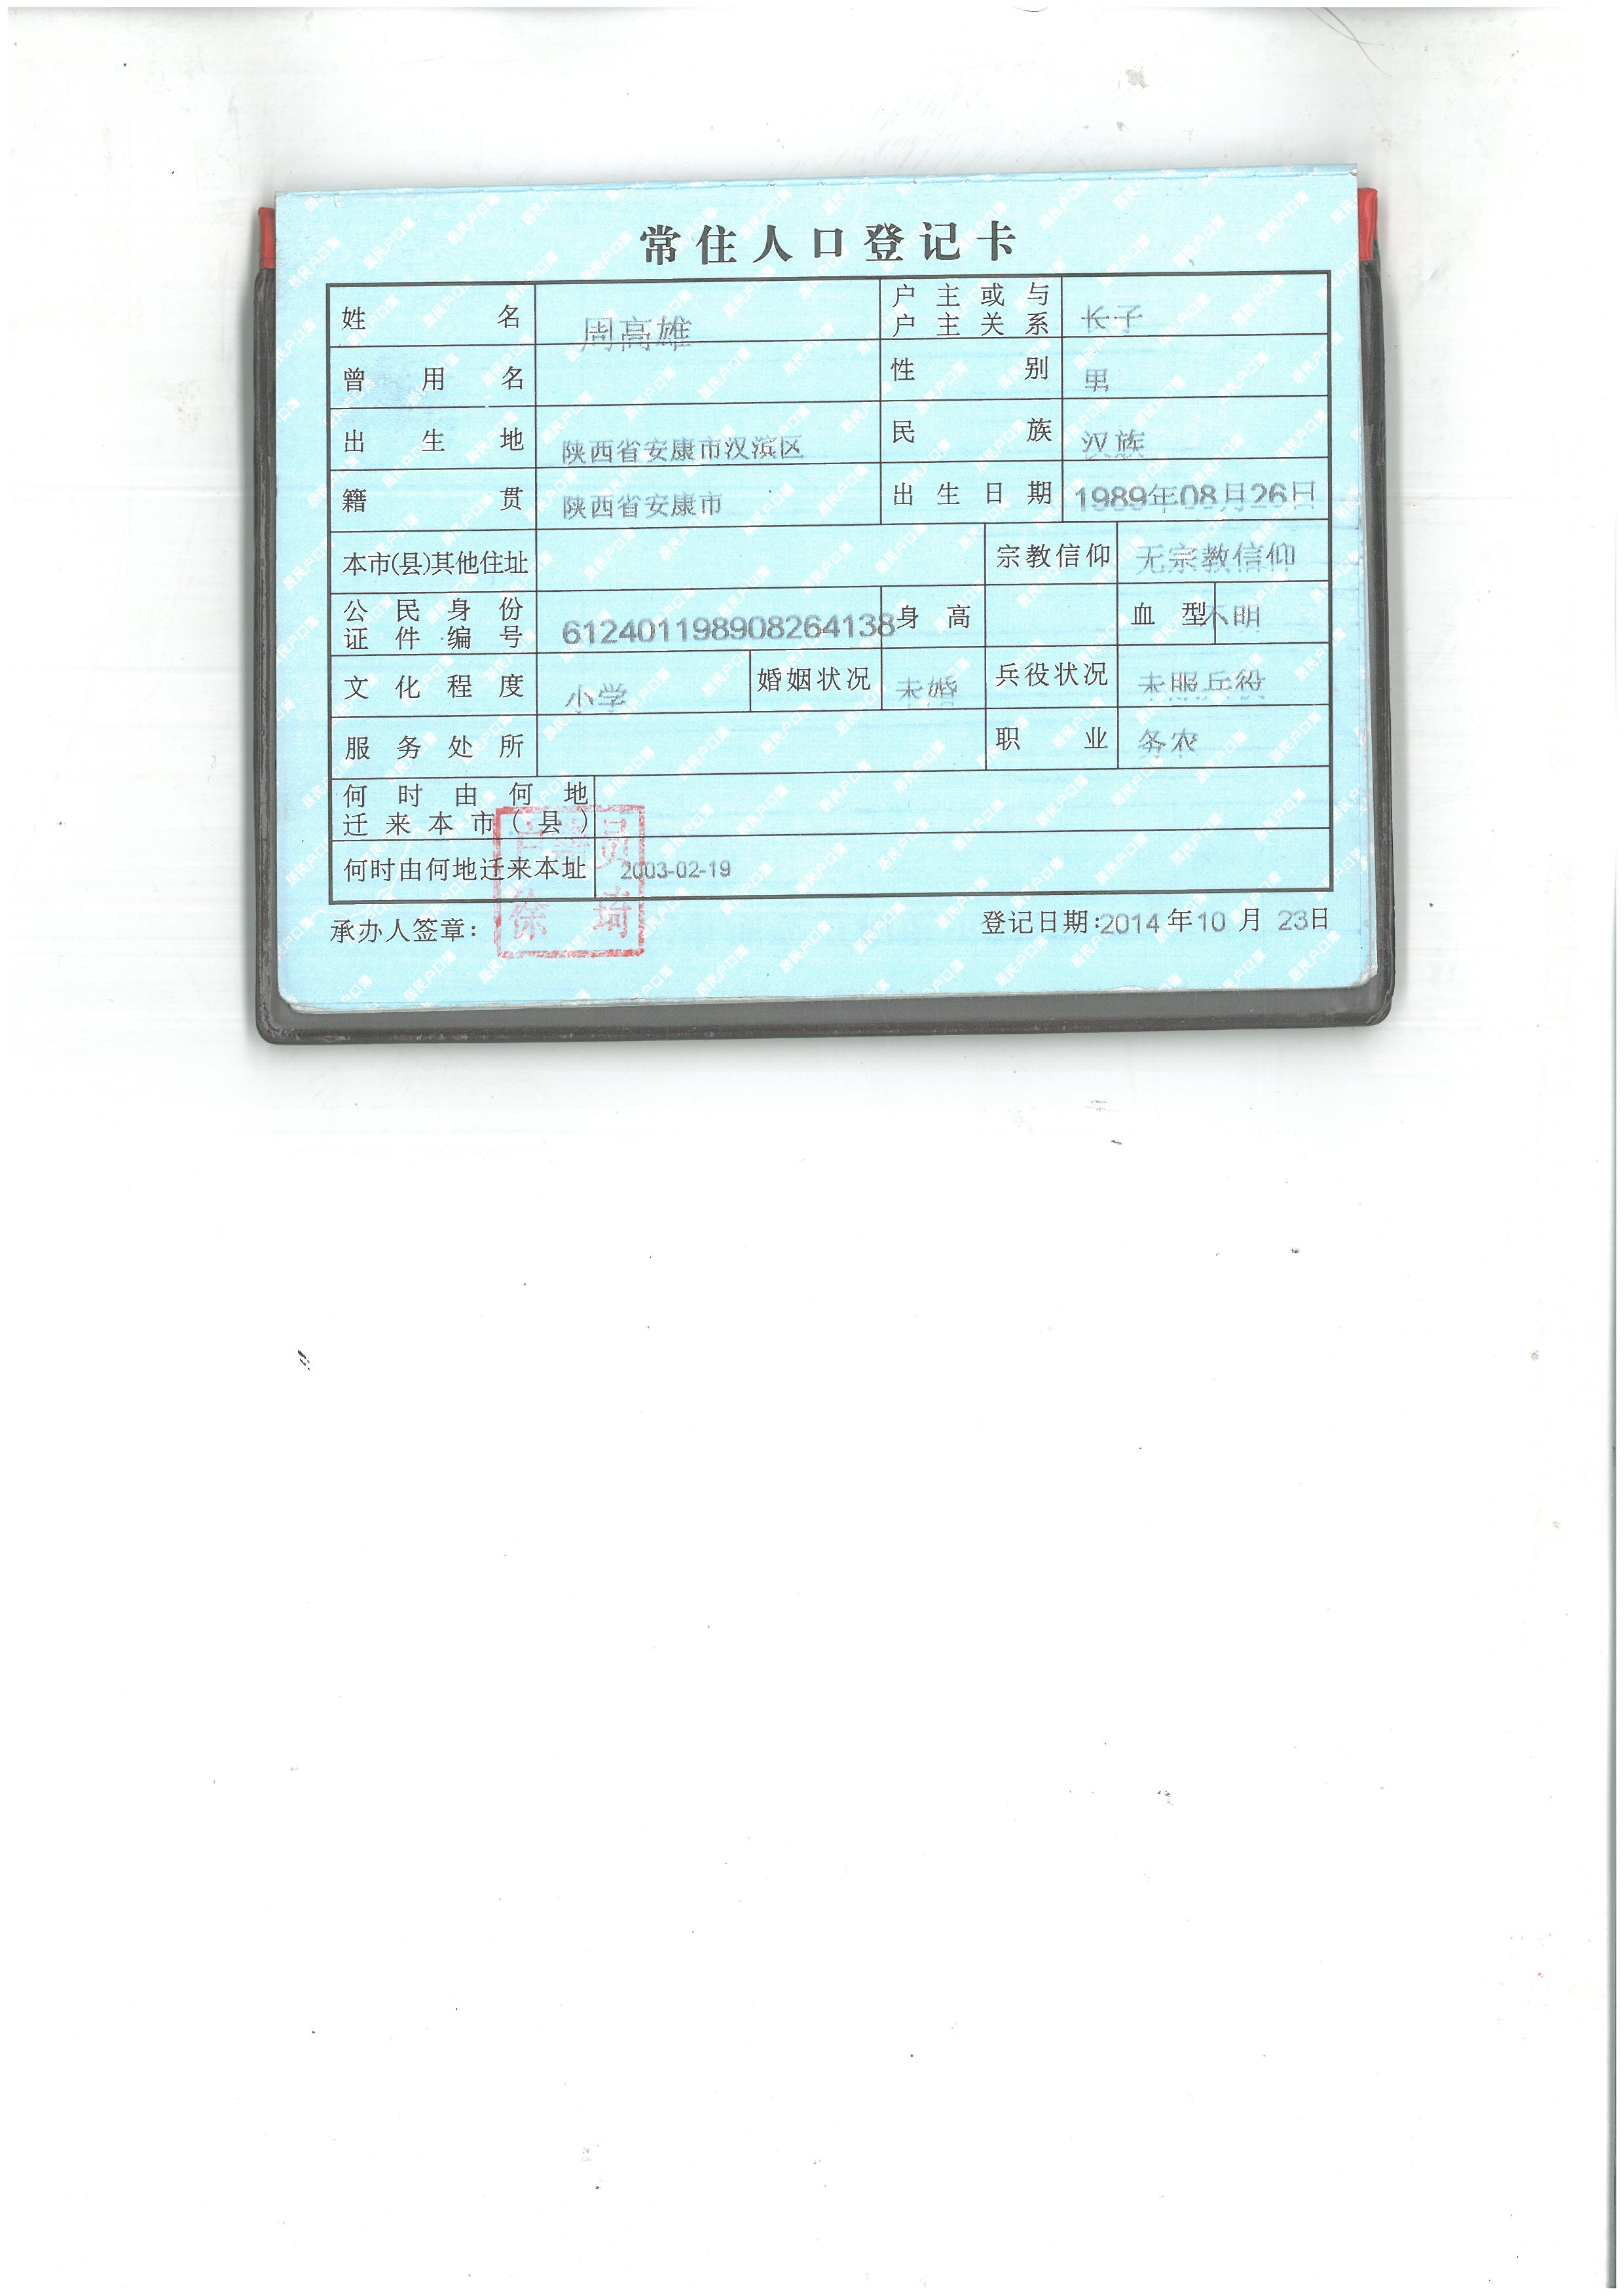 常住人口登记卡
姓名 周高雄 户主或与户主关系 长子
曾用名 性别 男
出生地 陕西省安康市汉滨区 民族 汉族
籍贯 陕西省安康市 出生日期 1989年08月26日
本市(县)其他住址 宗教信仰 无宗教信仰
公民身份证件编号 612401198908264138 身高 血型 不明
文化程度 小学 婚姻状况 未婚 兵役状况 未服兵役
服务处所 职业 务农
何时由何地迁来本市(县)
何时由何地迁来本址 2003-02-19
承办人签章: 员 徐琦 登记日期:2014年10月23日